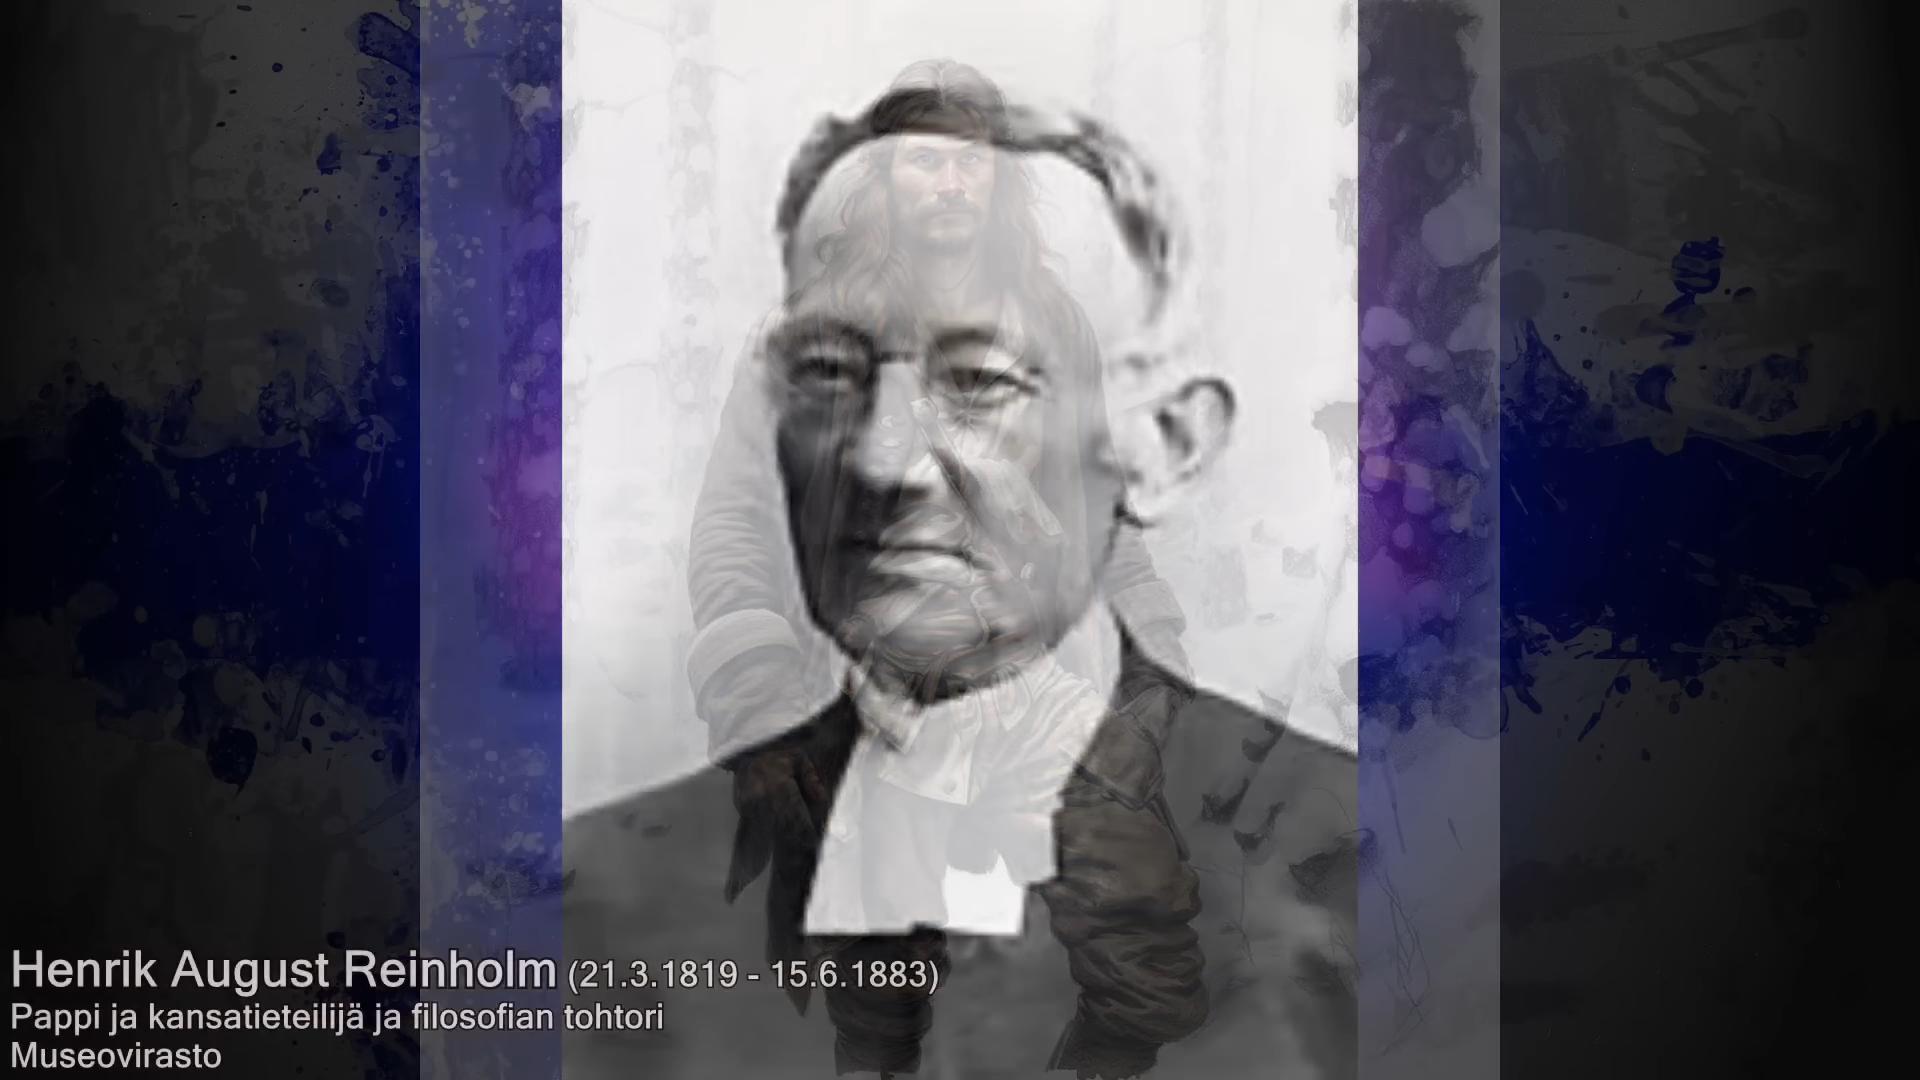 Henrik August Reinholm (21.3.1819 - 15.6.1883)
Pappi ja kansatieteilijä ja filosofian tohtori
Museovirasto